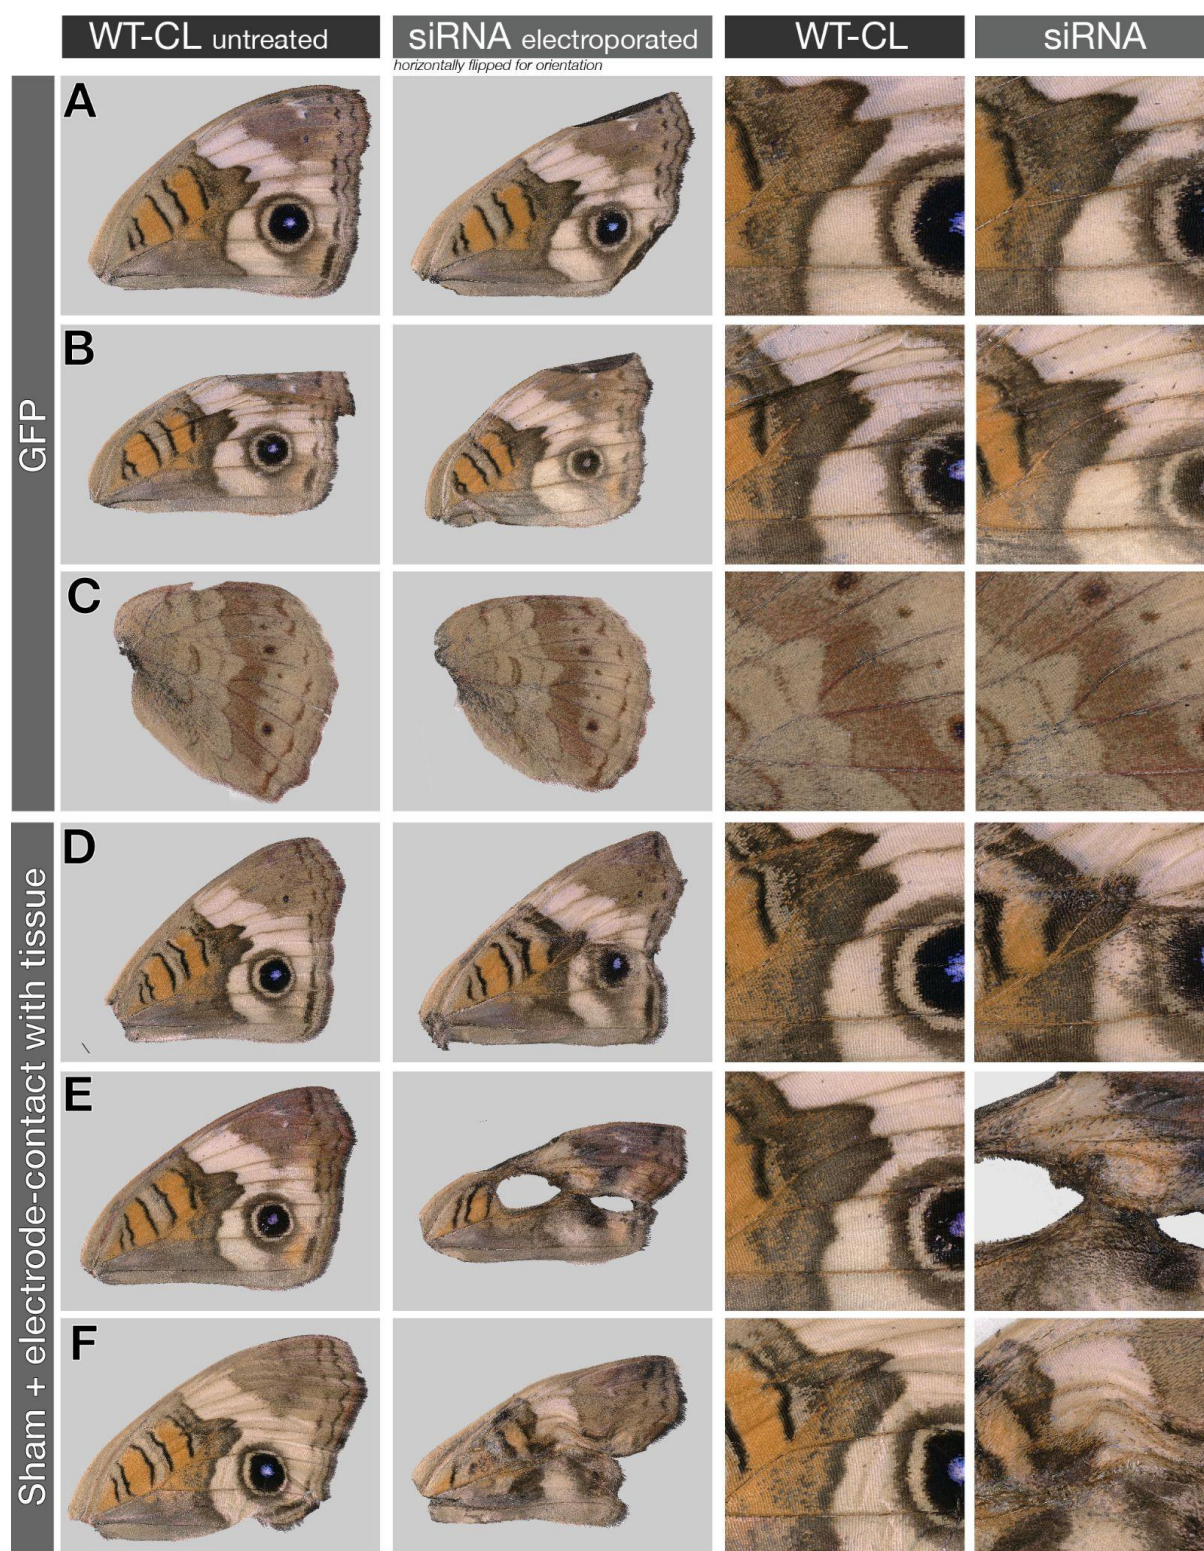 WT-CL untreated
siRNA electroporated
WT-CL
siRNA
horizontally flipped for orientation
GFP
A
B
C
Sham + electrode-contact with tissue
D
E
F